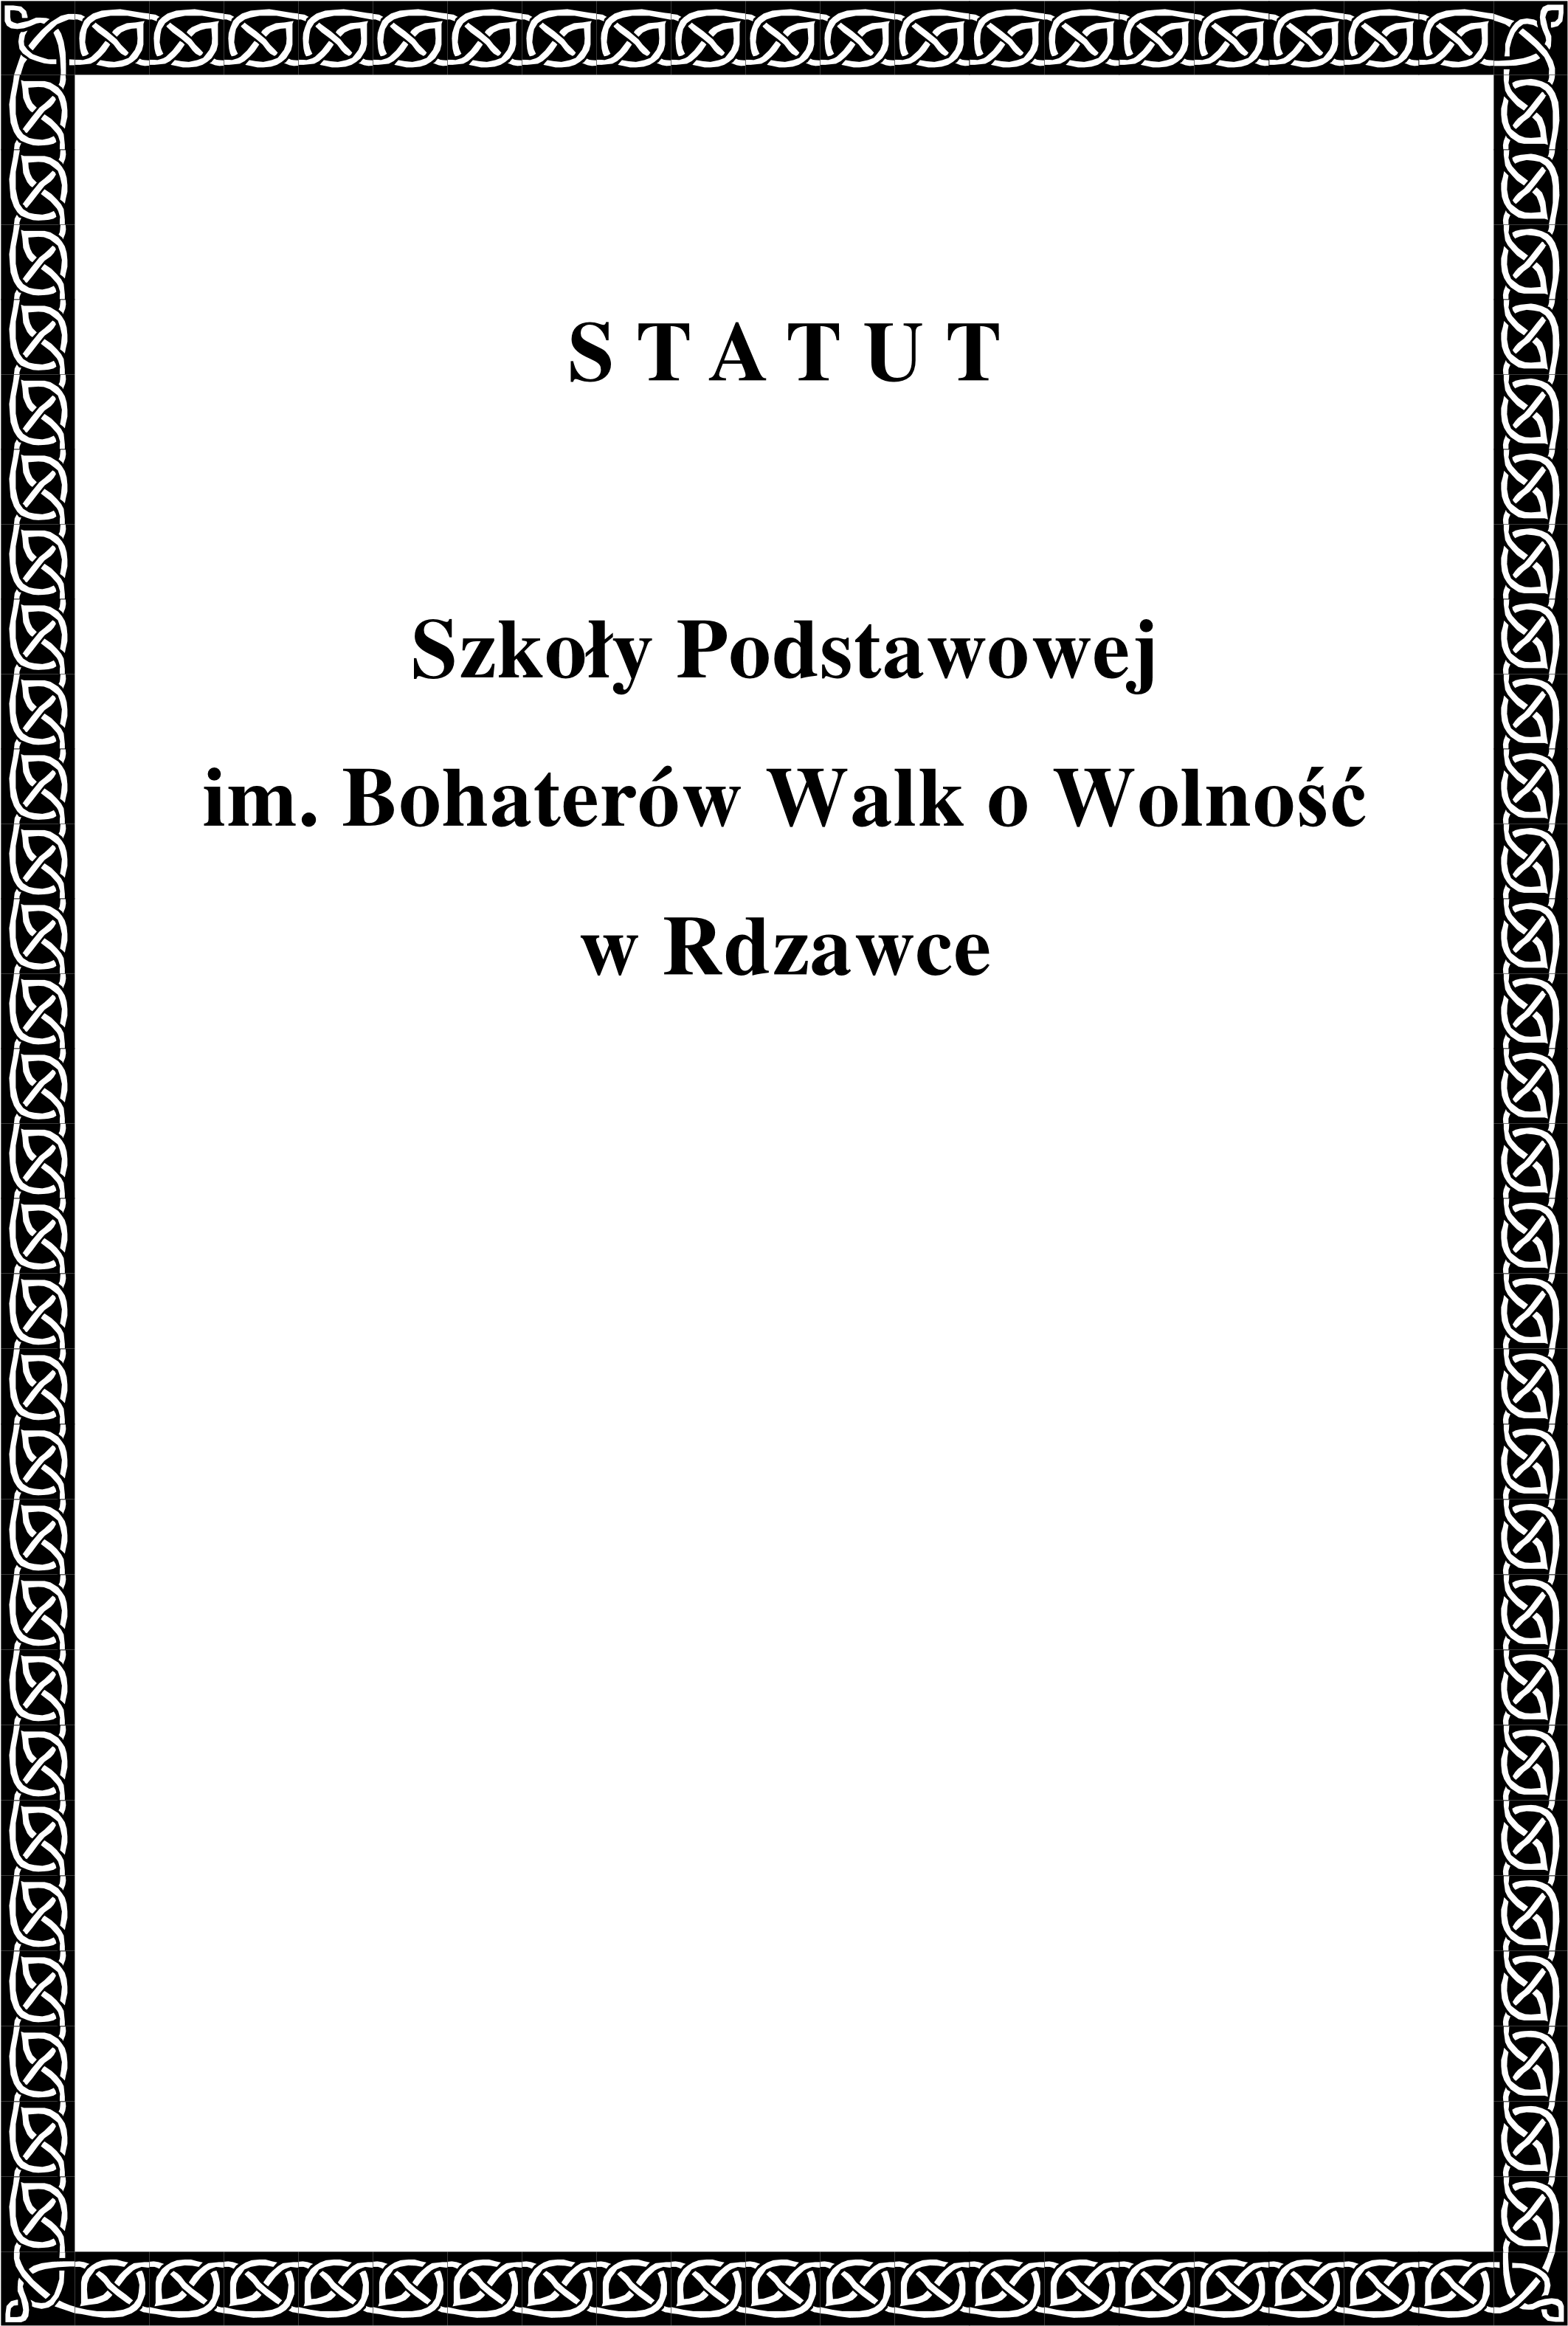 S T A T U T
Szkoły Podstawowej
im. Bohaterów Walk o Wolność
w Rdzawce